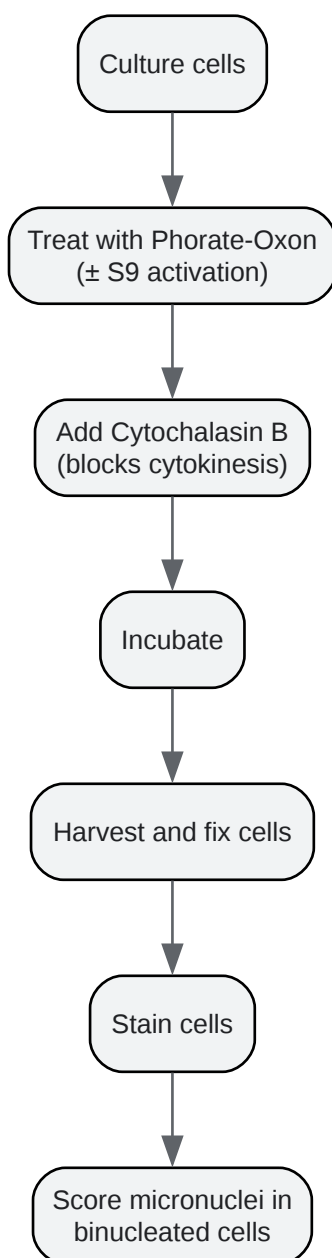 Culture cells
Treat with Phorate-Oxon
(± S9 activation)
Add Cytochalasin B
(blocks cytokinesis)
Incubate
Harvest and fix cells
Stain cells
Score micronuclei in
binucleated cells